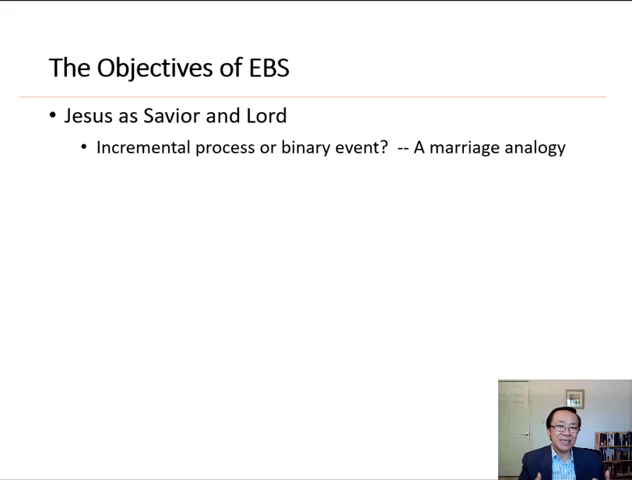 The Objectives of EBS
• Jesus as Savior and Lord
• Incremental process or binary event? -- A marriage analogy